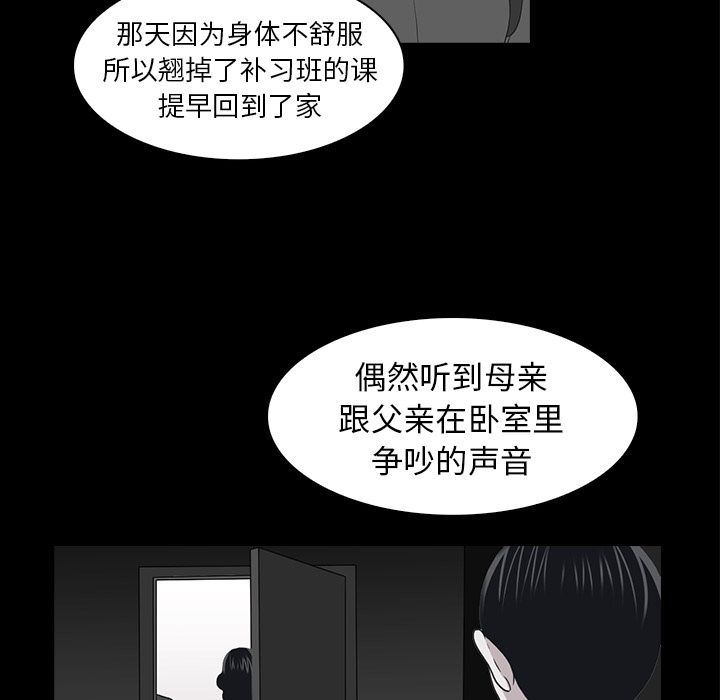 那天因为身体不舒服
所以翘掉了补习班的课
提早回到了家
偶然听到母亲
跟父亲在卧室里
争吵的声音